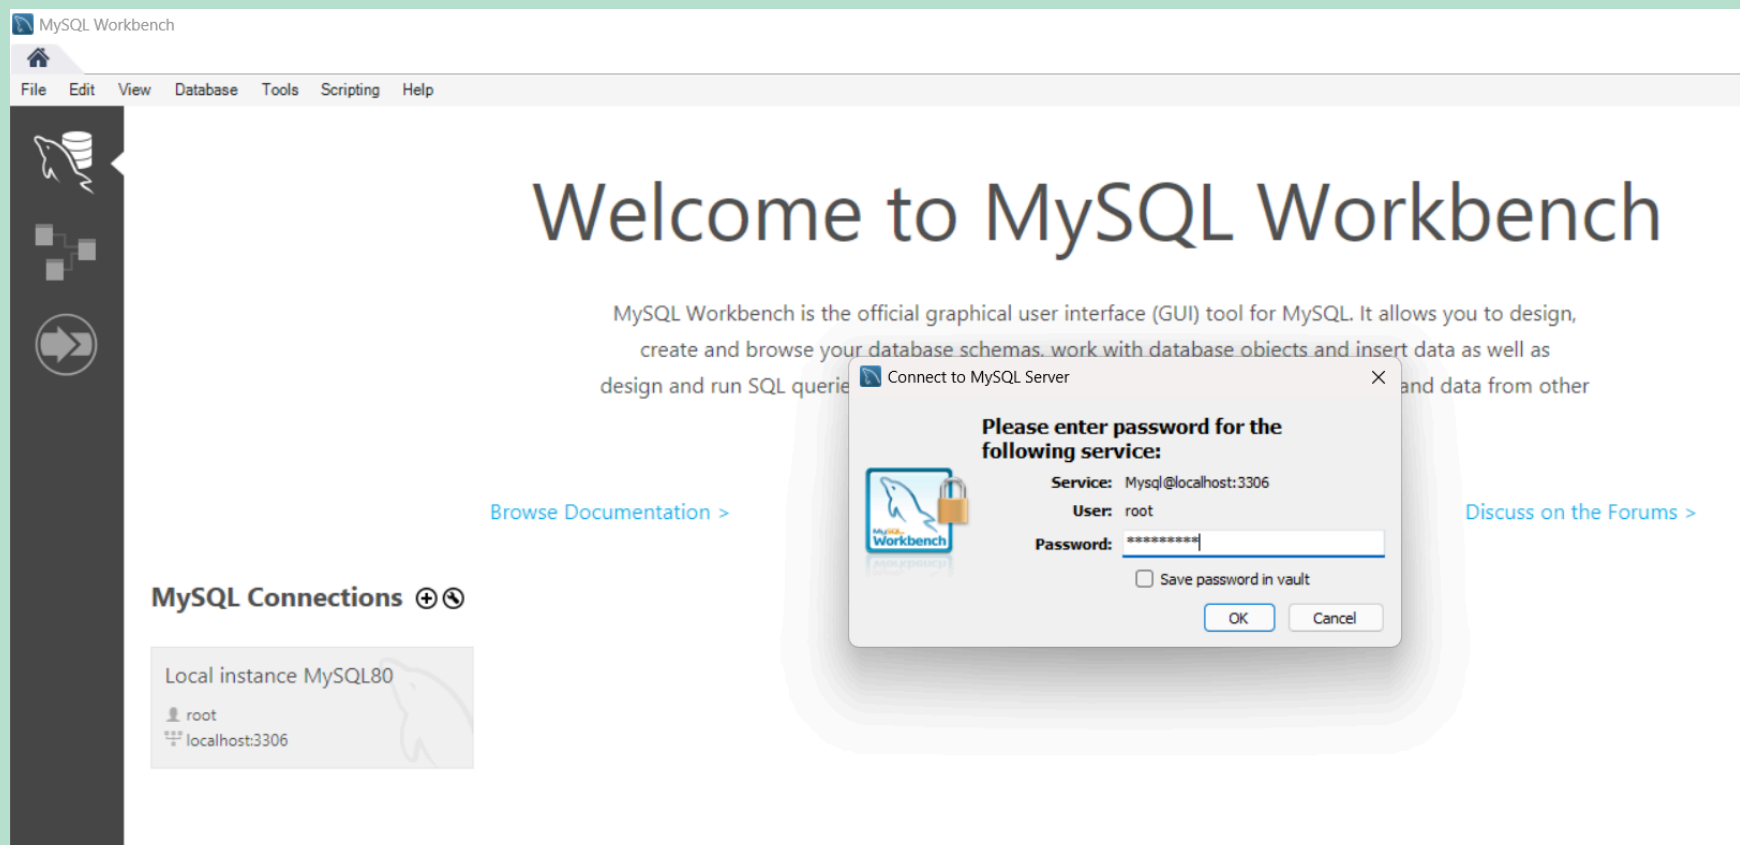 MySQL Workbench
File Edit View Database Tools Scripting Help
Welcome to MySQL Workbench
MySQL Workbench is the official graphical user interface (GUI) tool for MySQL. It allows you to design,
create and browse your database schemas, work with database objects and insert data as well as
design and run SQL querie and data from other
Connect to MySQL Server
Please enter password for the
following service:
Service: Mysql@localhost:3306
User: root
Password: *********
Save password in vault
OK Cancel
MySQL
Workbench
Browse Documentation >
Discuss on the Forums >
MySQL Connections
Local instance MySQL80
root
localhost:3306